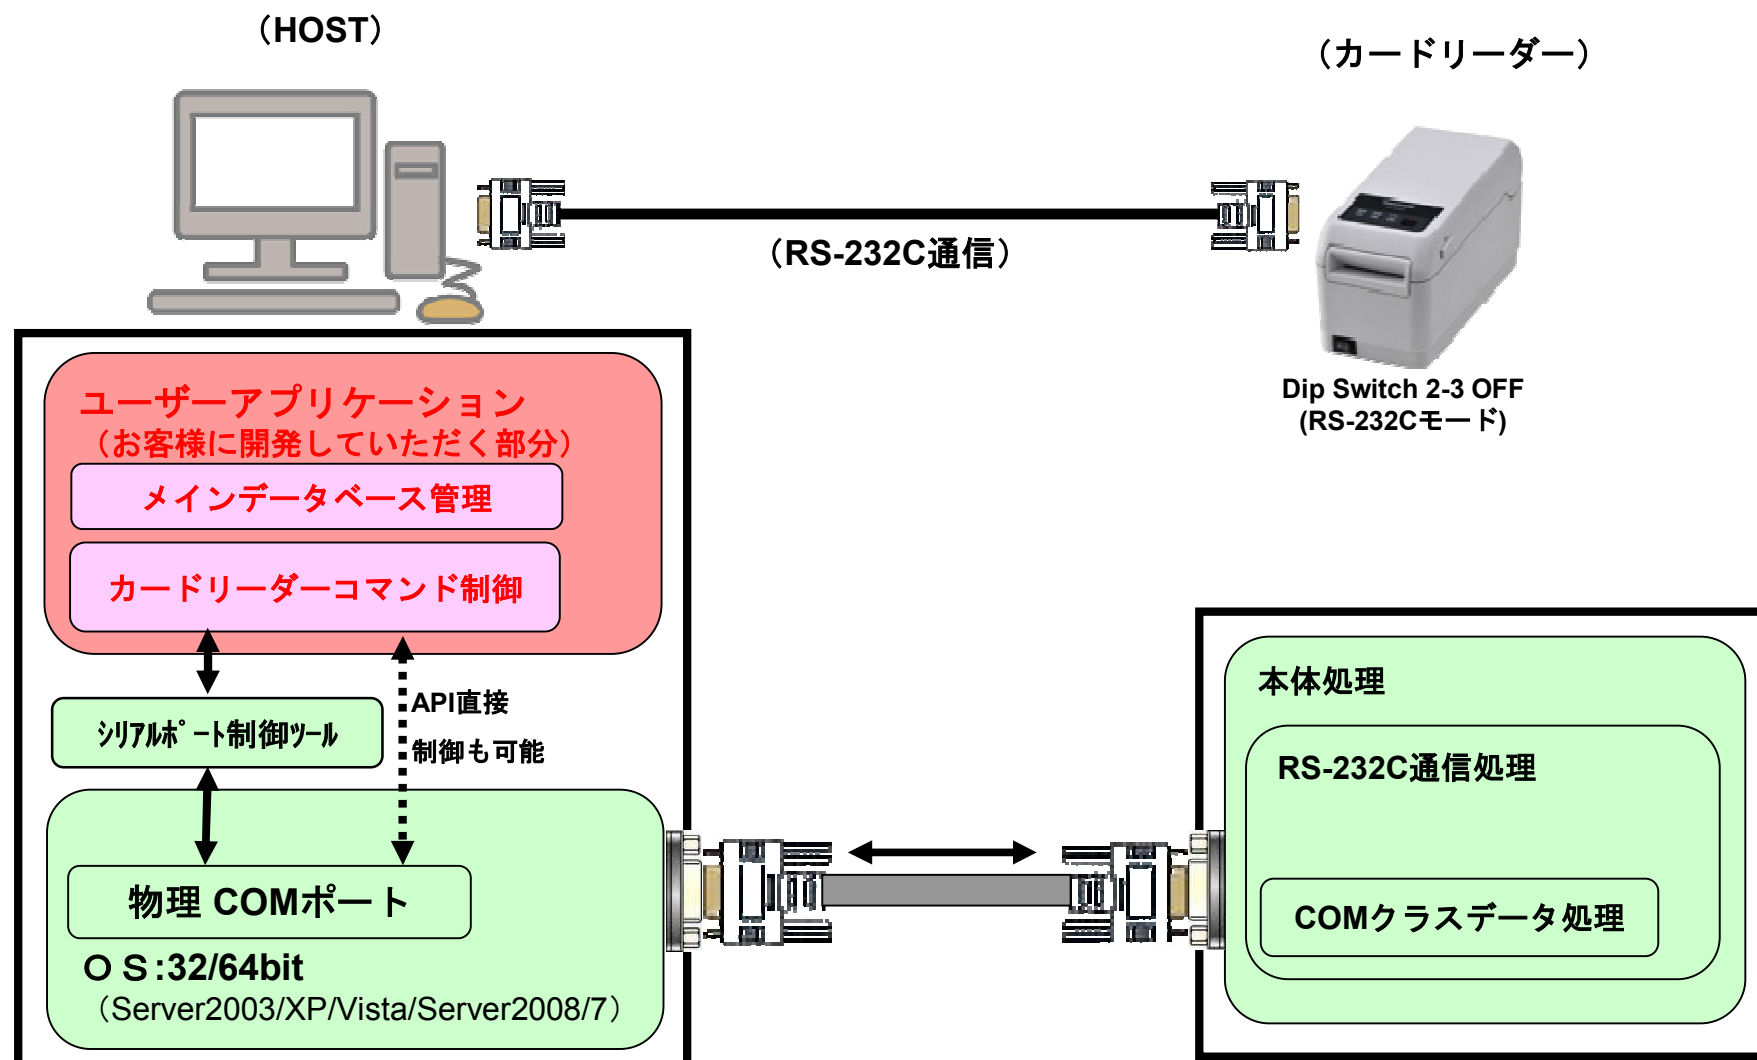 （HOST）
（カードリーダー）
（RS-232C通信）
Dip Switch 2-3 OFF
(RS-232Cモード)
ユーザーアプリケーション
（お客様に開発していただく部分）
メインデータベース管理
カードリーダーコマンド制御
API直接
制御も可能
ｼﾘｱﾙﾎﾟｰﾄ制御ﾂｰﾙ
物理 COMポート
ＯＳ:32/64bit
（Server2003/XP/Vista/Server2008/7）
本体処理
RS-232C通信処理
COMクラスデータ処理